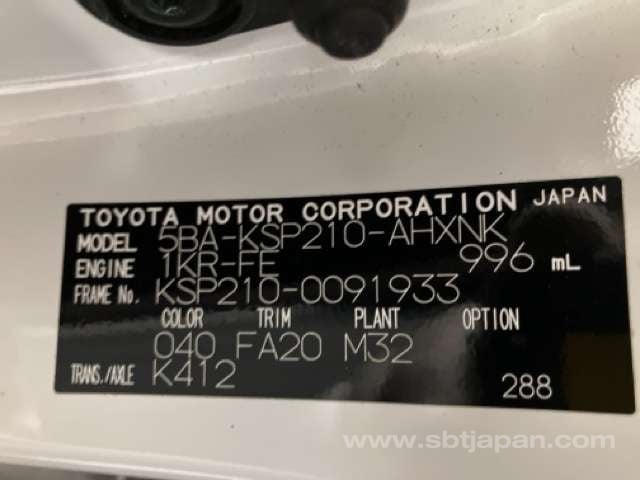 TOYOTA MOTOR CORPORATION JAPAN
MODEL 5BA-KSP210-AHXNK
ENGINE 1KR-FE 996 mL
FRAME No. KSP210-0091933
COLOR TRIM PLANT OPTION
040 FA20 M32
TRANS./AXLE K412
288
www.sbtjapan.com